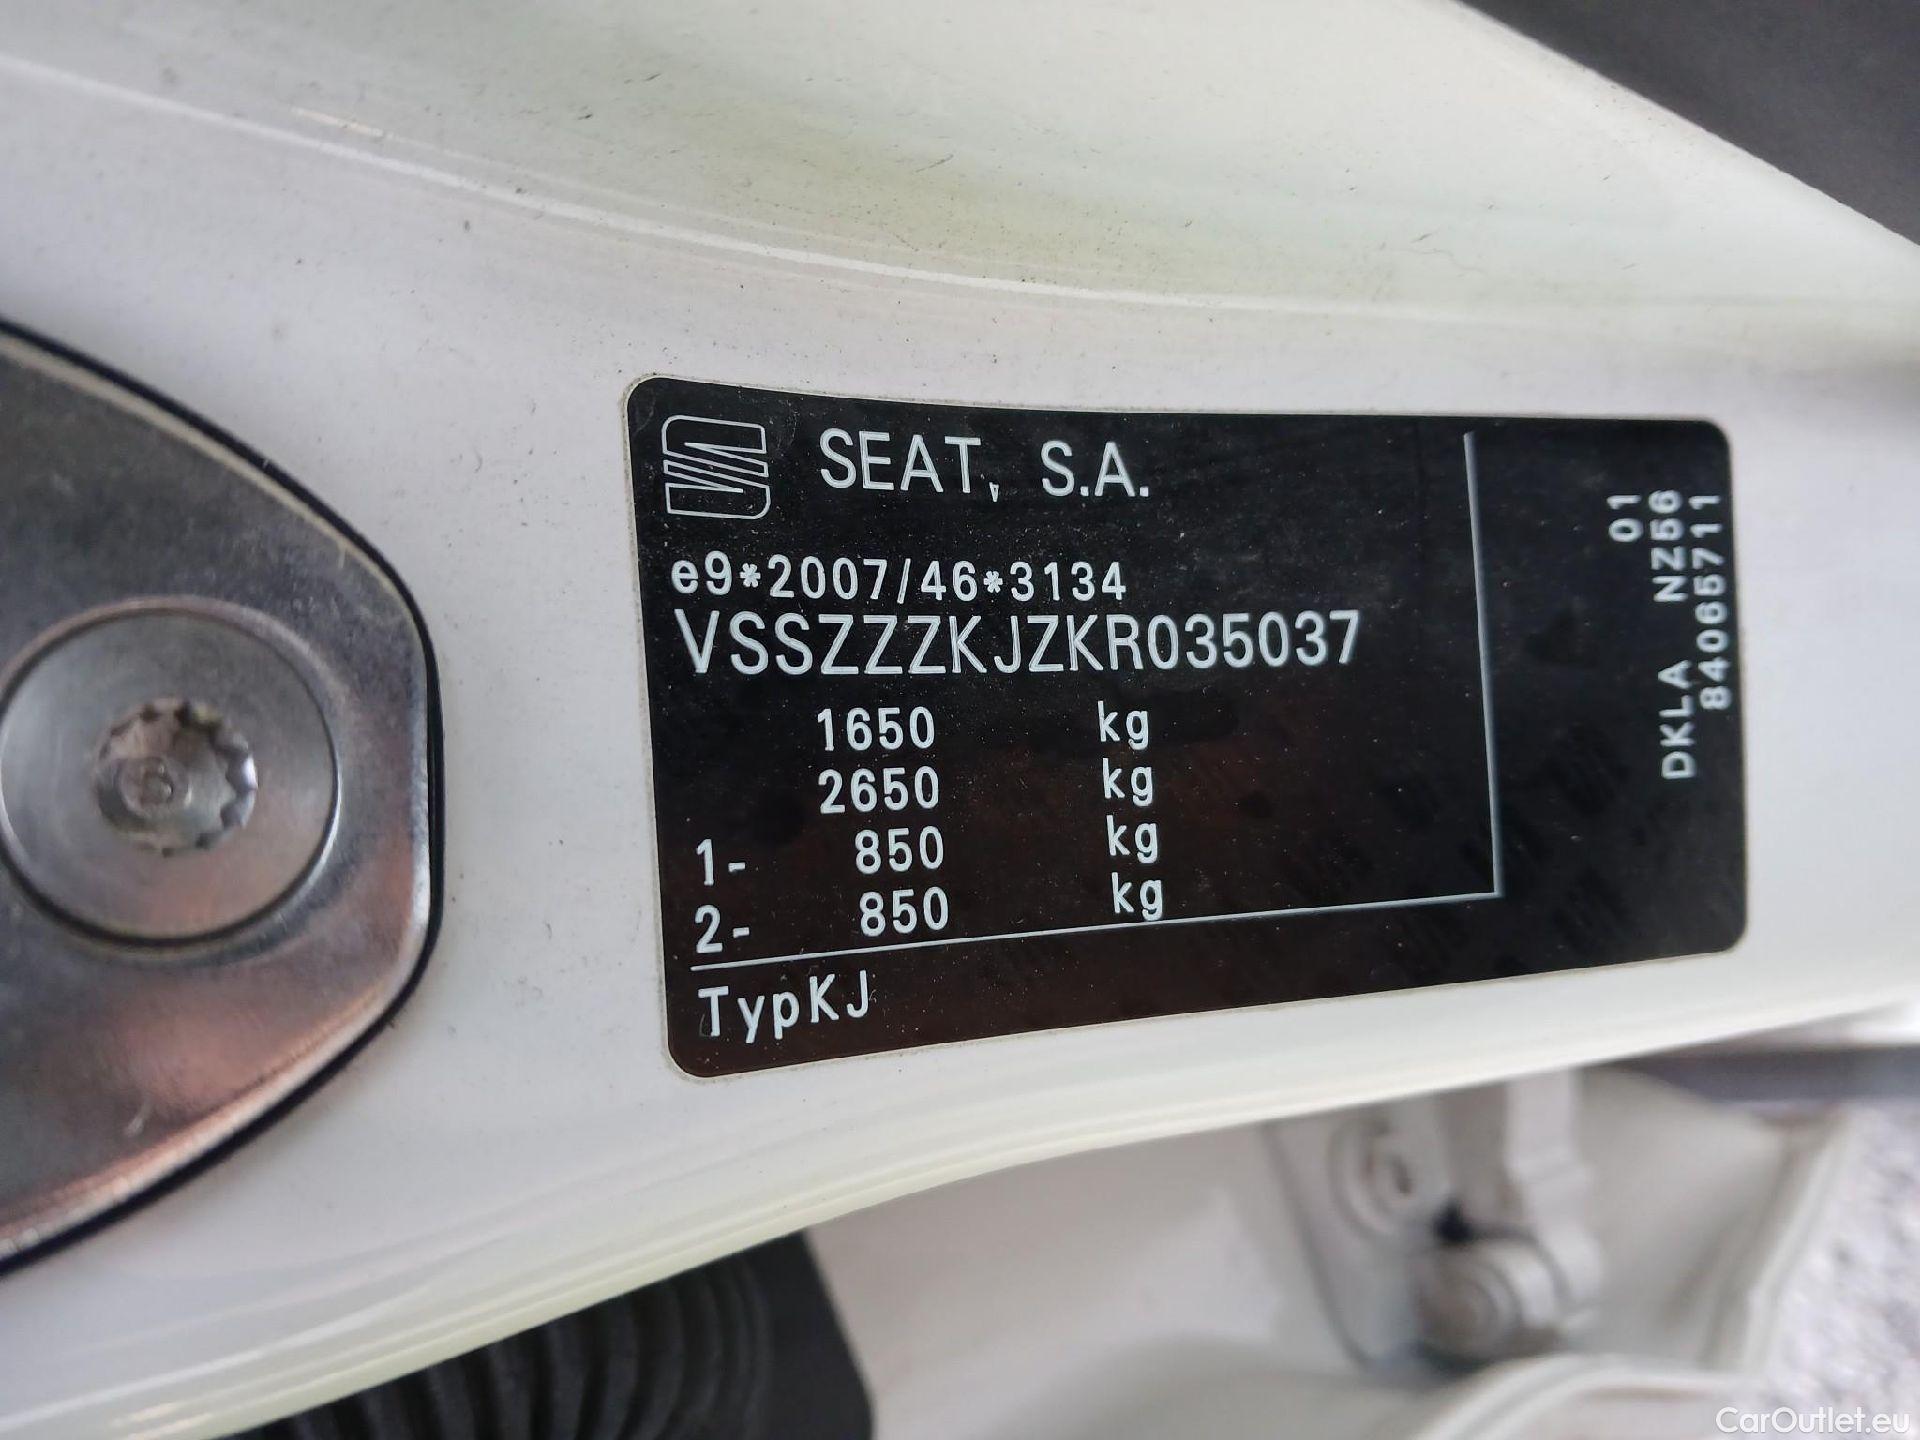 SEAT, S.A.
e9*2007/46*3134
VSSZZZKJZKR035037
1650 kg
2650 kg
1- 850 kg
2- 850 kg
TypKJ
01
DKLA NZ56
84065711
CarOutlet.eu